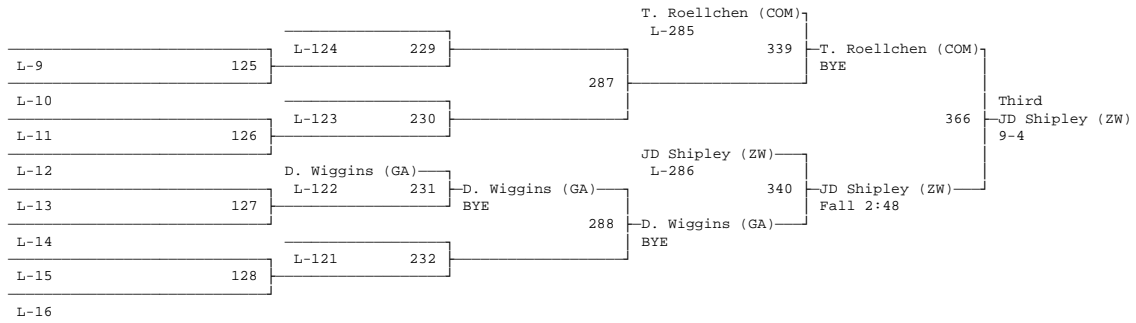 T. Roellchen (COM)
L-285
L-124 229
339 T. Roellchen (COM)
L-9 125
BYE
287
L-10
Third
L-123 230
366 JD Shipley (ZW)
L-11 126
9-4
JD Shipley (ZW)
L-12
D. Wiggins (GA)
L-286
L-122 231 D. Wiggins (GA)
340 JD Shipley (ZW)
L-13 127
BYE
Fall 2:48
288 D. Wiggins (GA)
L-14
BYE
L-121 232
L-15 128
L-16